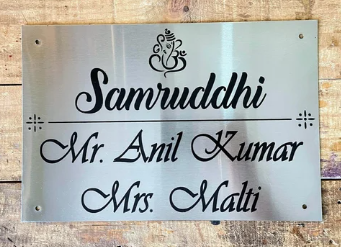 Samruddhi
Mr. Anil Kumar
Mrs. Malti